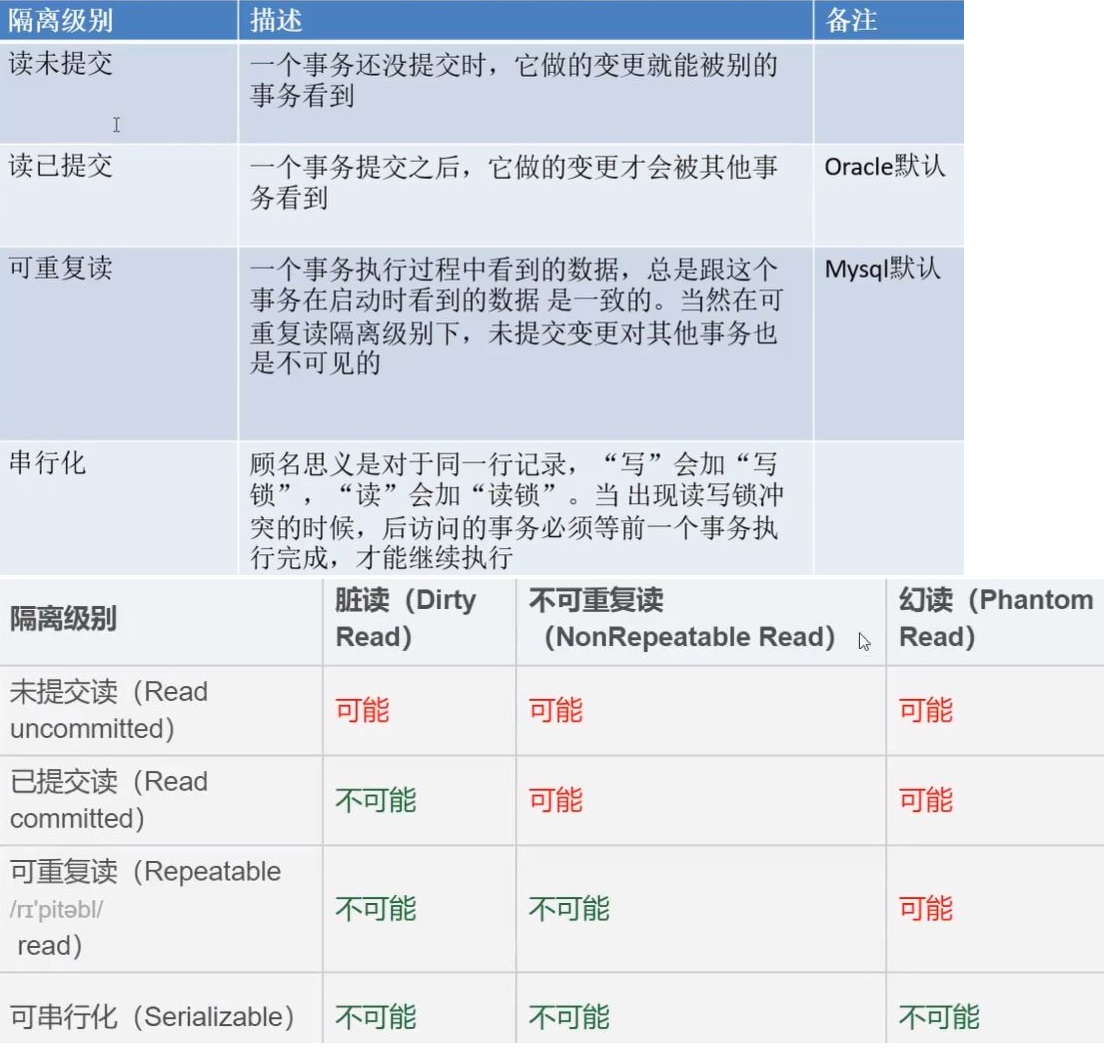 隔离级别 描述 备注
读未提交 一个事务还没提交时，它做的变更就能被别的
事务看到
读已提交 一个事务提交之后，它做的变更才会被其他事 Oracle默认
务看到
可重复读 一个事务执行过程中看到的数据，总是跟这个 Mysql默认
事务在启动时看到的数据 是一致的。当然在可
重复读隔离级别下，未提交变更对其他事务也
是不可见的
串行化 顾名思义是对于同一行记录，“写”会加“写
锁”，“读”会加“读锁”。当 出现读写锁冲
突的时候，后访问的事务必须等前一个事务执
行完成，才能继续执行
隔离级别
脏读（Dirty
Read）
不可重复读
（NonRepeatable Read）
幻读（Phantom
Read）
未提交读（Read
uncommitted）
可能 可能 可能
已提交读（Read
committed）
不可能 可能 可能
可重复读（Repeatable
/rɪ'pitəbl/
read）
不可能 不可能 可能
可串行化（Serializable） 不可能 不可能 不可能